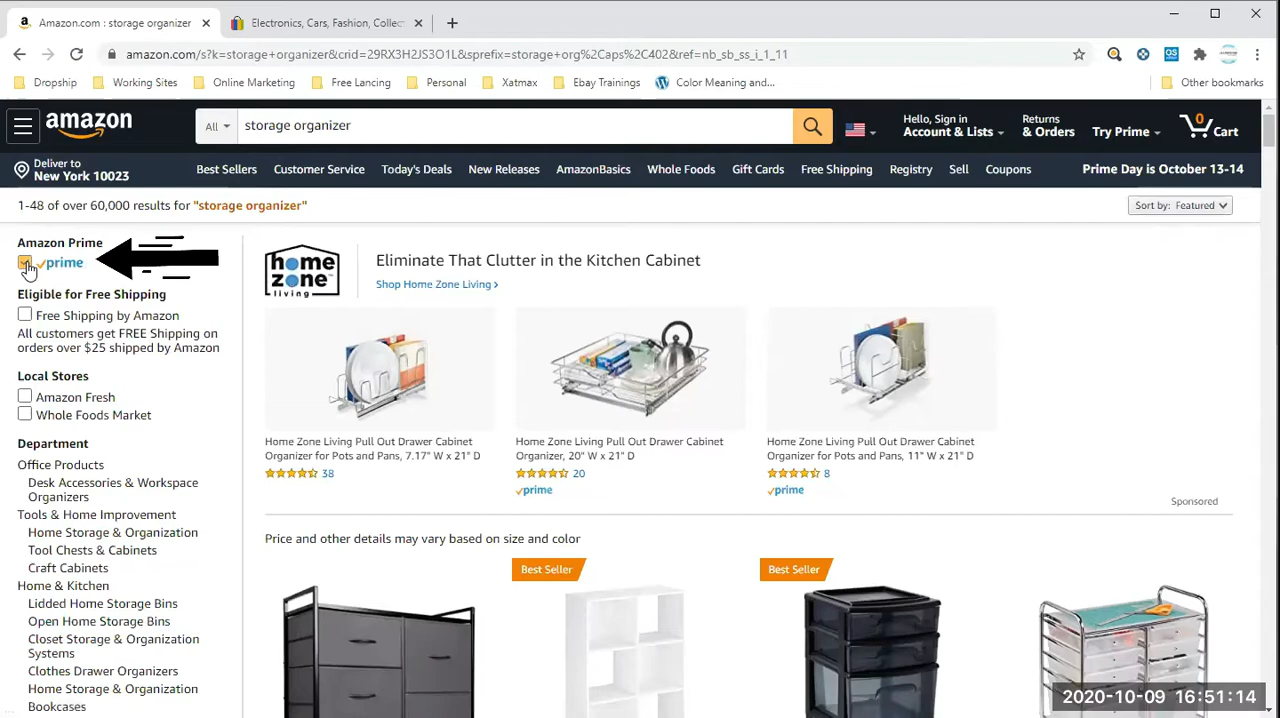 Amazon.com : storage organizer
Electronics, Cars, Fashion, Collec
amazon.com/s?k=storage+organizer&crid=29RX3H2JS3O1L&sprefix=storage+org%2Caps%2C402&ref=nb_sb_ss_i_1_11
Dropship
Working Sites
Online Marketing
Free Lancing
Personal
Xatmax
Ebay Trainings
Color Meaning and...
Other bookmarks
amazon
All
storage organizer
Hello, Sign in
Account & Lists
Returns
& Orders
Try Prime
0
Cart
Deliver to
New York 10023
Best Sellers
Customer Service
Today's Deals
New Releases
AmazonBasics
Whole Foods
Gift Cards
Free Shipping
Registry
Sell
Coupons
Prime Day is October 13-14
1-48 of over 60,000 results for "storage organizer"
Sort by: Featured
Amazon Prime
prime
Eligible for Free Shipping
Free Shipping by Amazon
All customers get FREE Shipping on
orders over $25 shipped by Amazon
Local Stores
Amazon Fresh
Whole Foods Market
Department
Office Products
Desk Accessories & Workspace
Organizers
Tools & Home Improvement
Home Storage & Organization
Tool Chests & Cabinets
Craft Cabinets
Home & Kitchen
Lidded Home Storage Bins
Open Home Storage Bins
Closet Storage & Organization
Systems
Clothes Drawer Organizers
Home Storage & Organization
Bookcases
home
zone
living
Eliminate That Clutter in the Kitchen Cabinet
Shop Home Zone Living ›
Home Zone Living Pull Out Drawer Cabinet
Organizer for Pots and Pans, 7.17" W x 21" D
38
Home Zone Living Pull Out Drawer Cabinet
Organizer, 20" W x 21" D
20
prime
Home Zone Living Pull Out Drawer Cabinet
Organizer for Pots and Pans, 11" W x 21" D
8
prime
Sponsored
Price and other details may vary based on size and color
Best Seller
Best Seller
2020-10-09 16:51:14